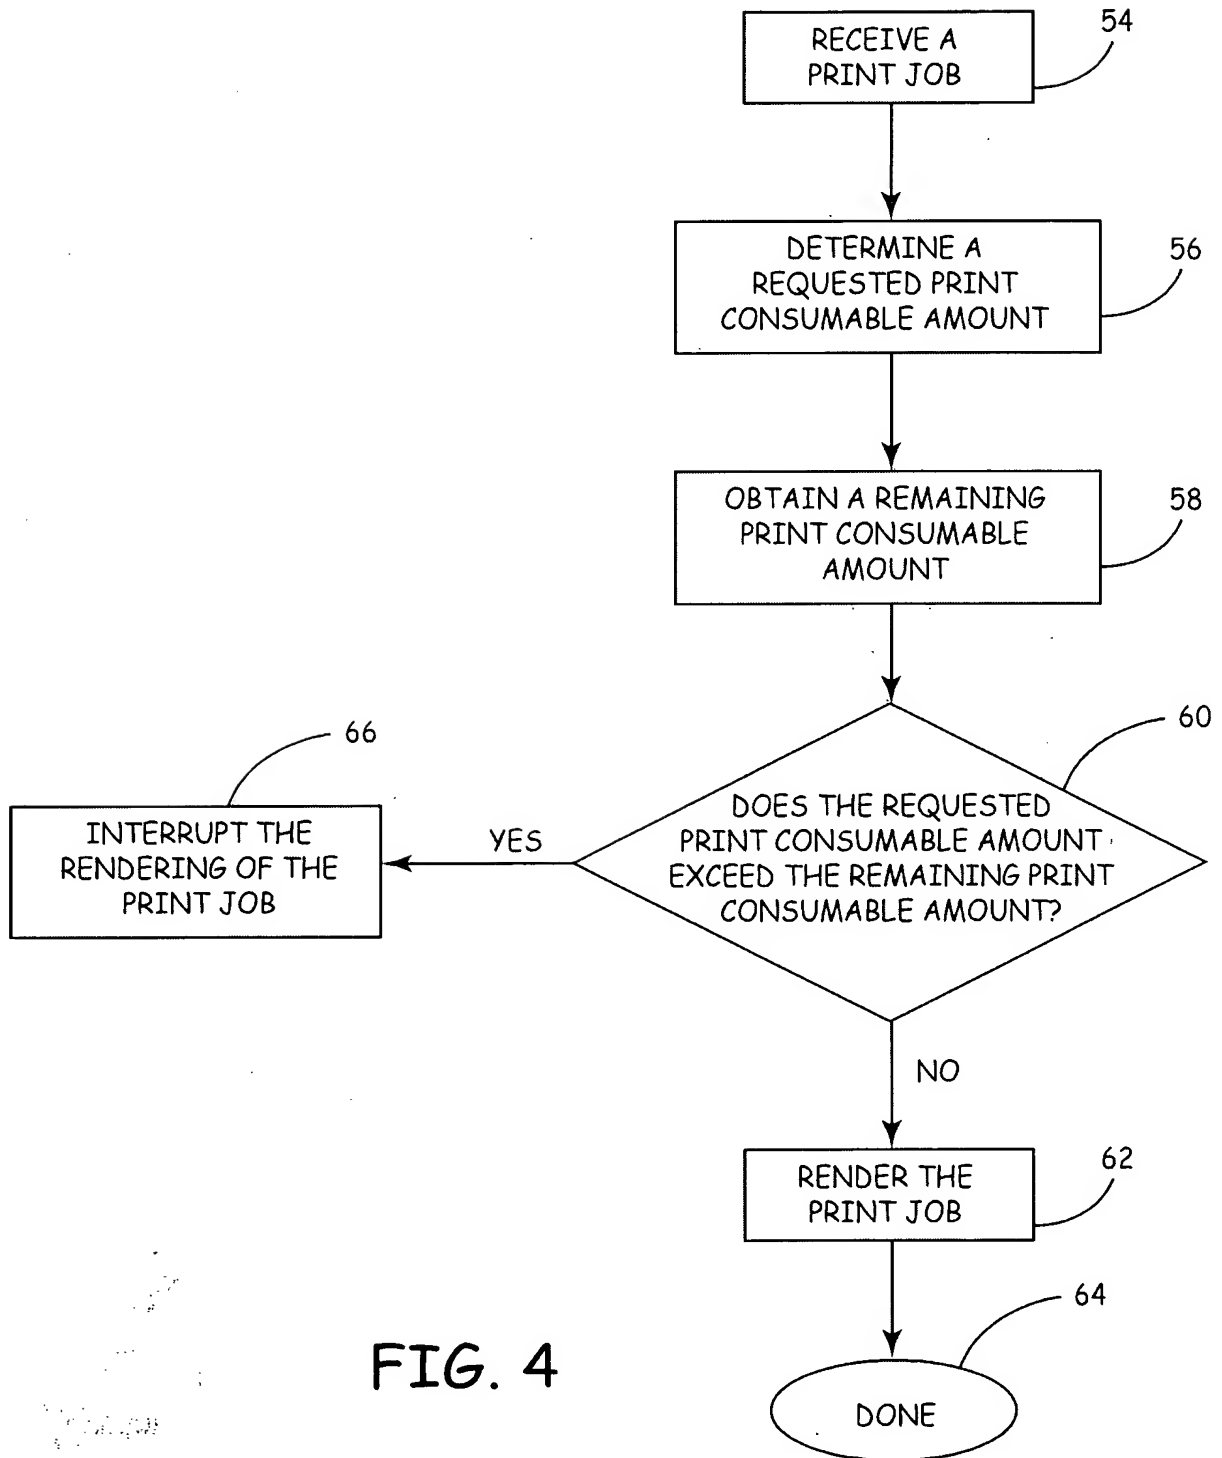 RECEIVE A
PRINT JOB
54
DETERMINE A
REQUESTED PRINT
CONSUMABLE AMOUNT
56
OBTAIN A REMAINING
PRINT CONSUMABLE
AMOUNT
58
DOES THE REQUESTED
PRINT CONSUMABLE AMOUNT
EXCEED THE REMAINING PRINT
CONSUMABLE AMOUNT?
60
YES
66
INTERRUPT THE
RENDERING OF THE
PRINT JOB
NO
RENDER THE
PRINT JOB
62
64
DONE
FIG. 4